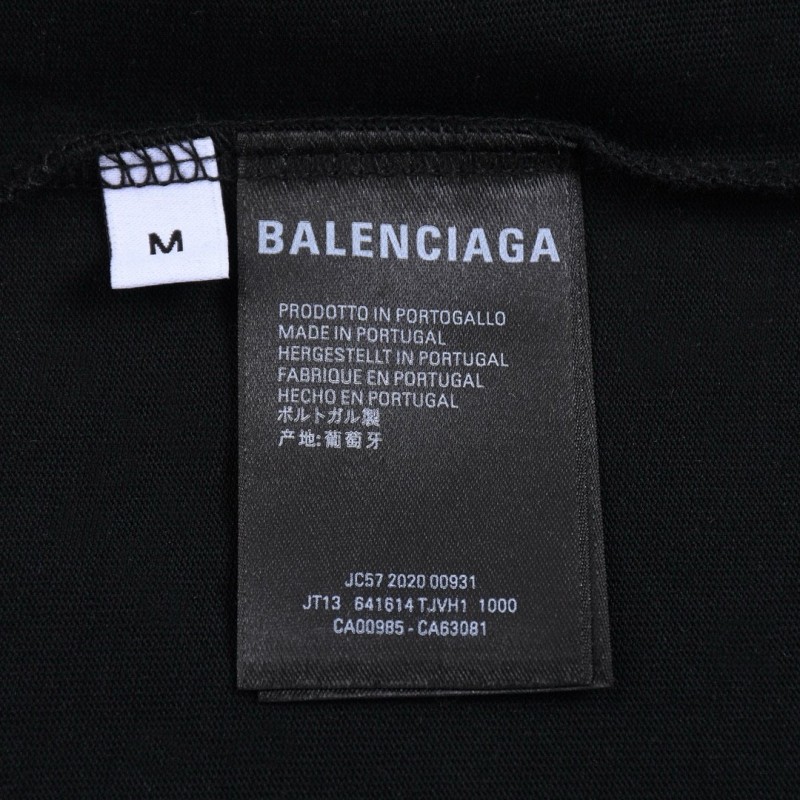 M
BALENCIAGA
PRODOTTO IN PORTOGALLO
MADE IN PORTUGAL
HERGESTELLT IN PORTUGAL
FABRIQUE EN PORTUGAL
HECHO EN PORTUGAL
ポルトガル製
产地:葡萄牙
JC57 2020 00931
JT13 641614 TJVH1 1000
CA00985 - CA63081